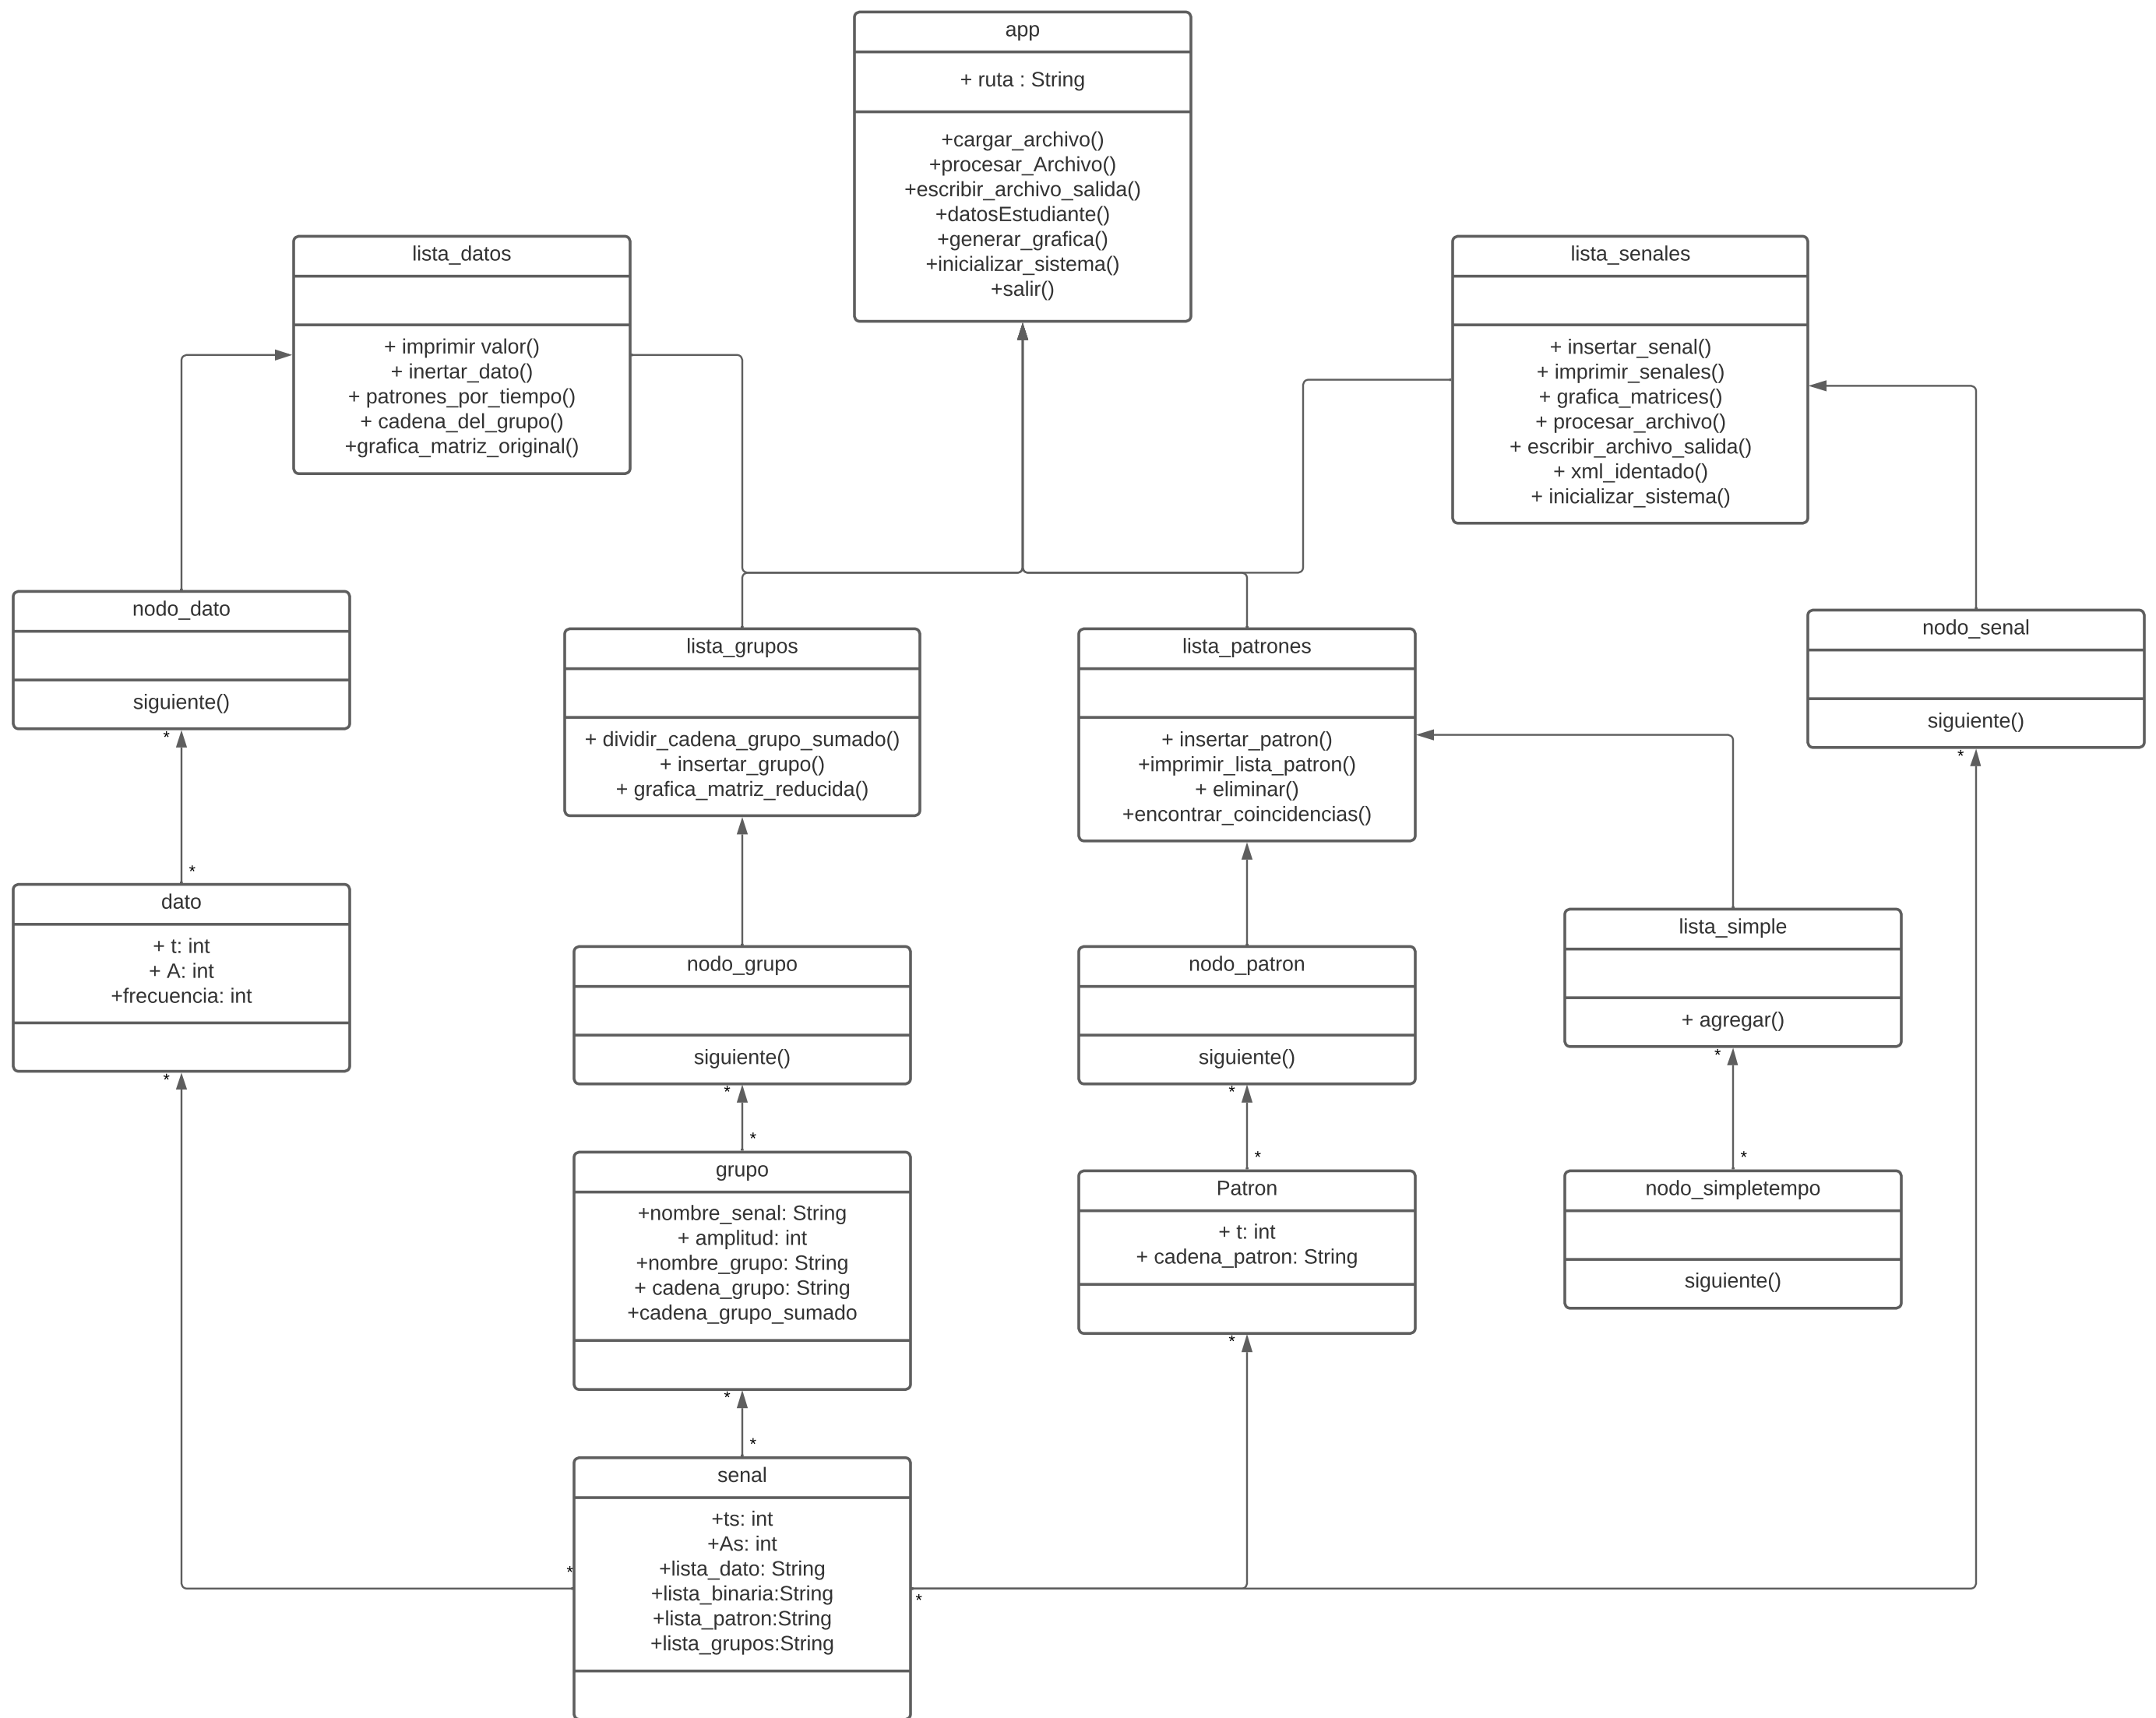 app
+ ruta : String
+cargar_archivo()
+procesar_Archivo()
+escribir_archivo_salida()
+datosEstudiante()
+generar_grafica()
+inicializar_sistema()
+salir()
lista_datos
+ imprimir valor()
+ inertar_dato()
+ patrones_por_tiempo()
+ cadena_del_grupo()
+grafica_matriz_original()
lista_senales
+ insertar_senal()
+ imprimir_senales()
+ grafica_matrices()
+ procesar_archivo()
+ escribir_archivo_salida()
+ xml_identado()
+ inicializar_sistema()
nodo_dato
siguiente()
*
*
lista_grupos
+ dividir_cadena_grupo_sumado()
+ insertar_grupo()
+ grafica_matriz_reducida()
lista_patrones
+ insertar_patron()
+imprimir_lista_patron()
+ eliminar()
+encontrar_coincidencias()
nodo_senal
siguiente()
*
dato
+ t: int
+ A: int
+frecuencia: int
*
nodo_grupo
siguiente()
*
*
nodo_patron
siguiente()
*
*
lista_simple
+ agregar()
*
*
grupo
+nombre_senal: String
+ amplitud: int
+nombre_grupo: String
+ cadena_grupo: String
+cadena_grupo_sumado
*
*
Patron
+ t: int
+ cadena_patron: String
*
nodo_simpletempo
siguiente()
senal
+ts: int
+As: int
+lista_dato: String
+lista_binaria:String
+lista_patron:String
+lista_grupos:String
*
*